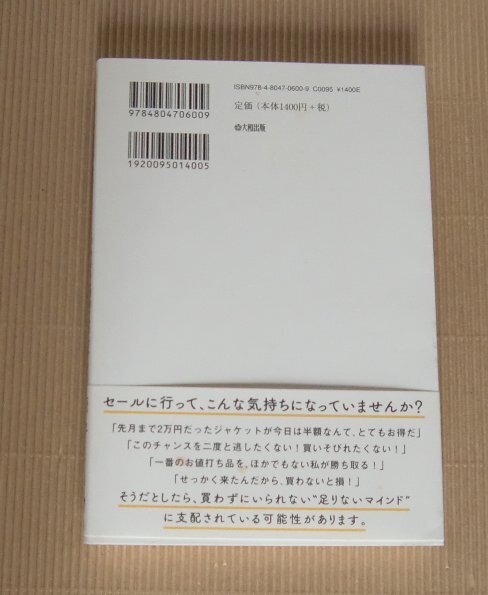 ISBN978-4-8047-0600-9 C0095 ¥1400E
9784804706009
定価(本体1400円+税)
大和出版
1920095014005
セールに行って、こんな気持ちになっていませんか?
「先月まで2万円だったジャケットが今日は半額なんて、とてもお得だ」
「このチャンスを二度と逃したくない!買いそびれたくない!」
「一番のお値打ち品を、ほかでもない私が勝ち取る!」
「せっかく来たんだから、買わないと損!」
そうだとしたら、買わずにいられない“足りないマインド”
に支配されている可能性があります。